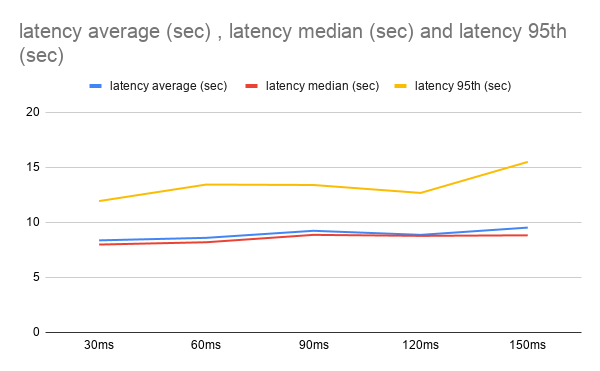 latency average (sec) , latency median (sec) and latency 95th
(sec)
latency average (sec) latency median (sec) latency 95th (sec)
20
15
10
5
0
30ms 60ms 90ms 120ms 150ms